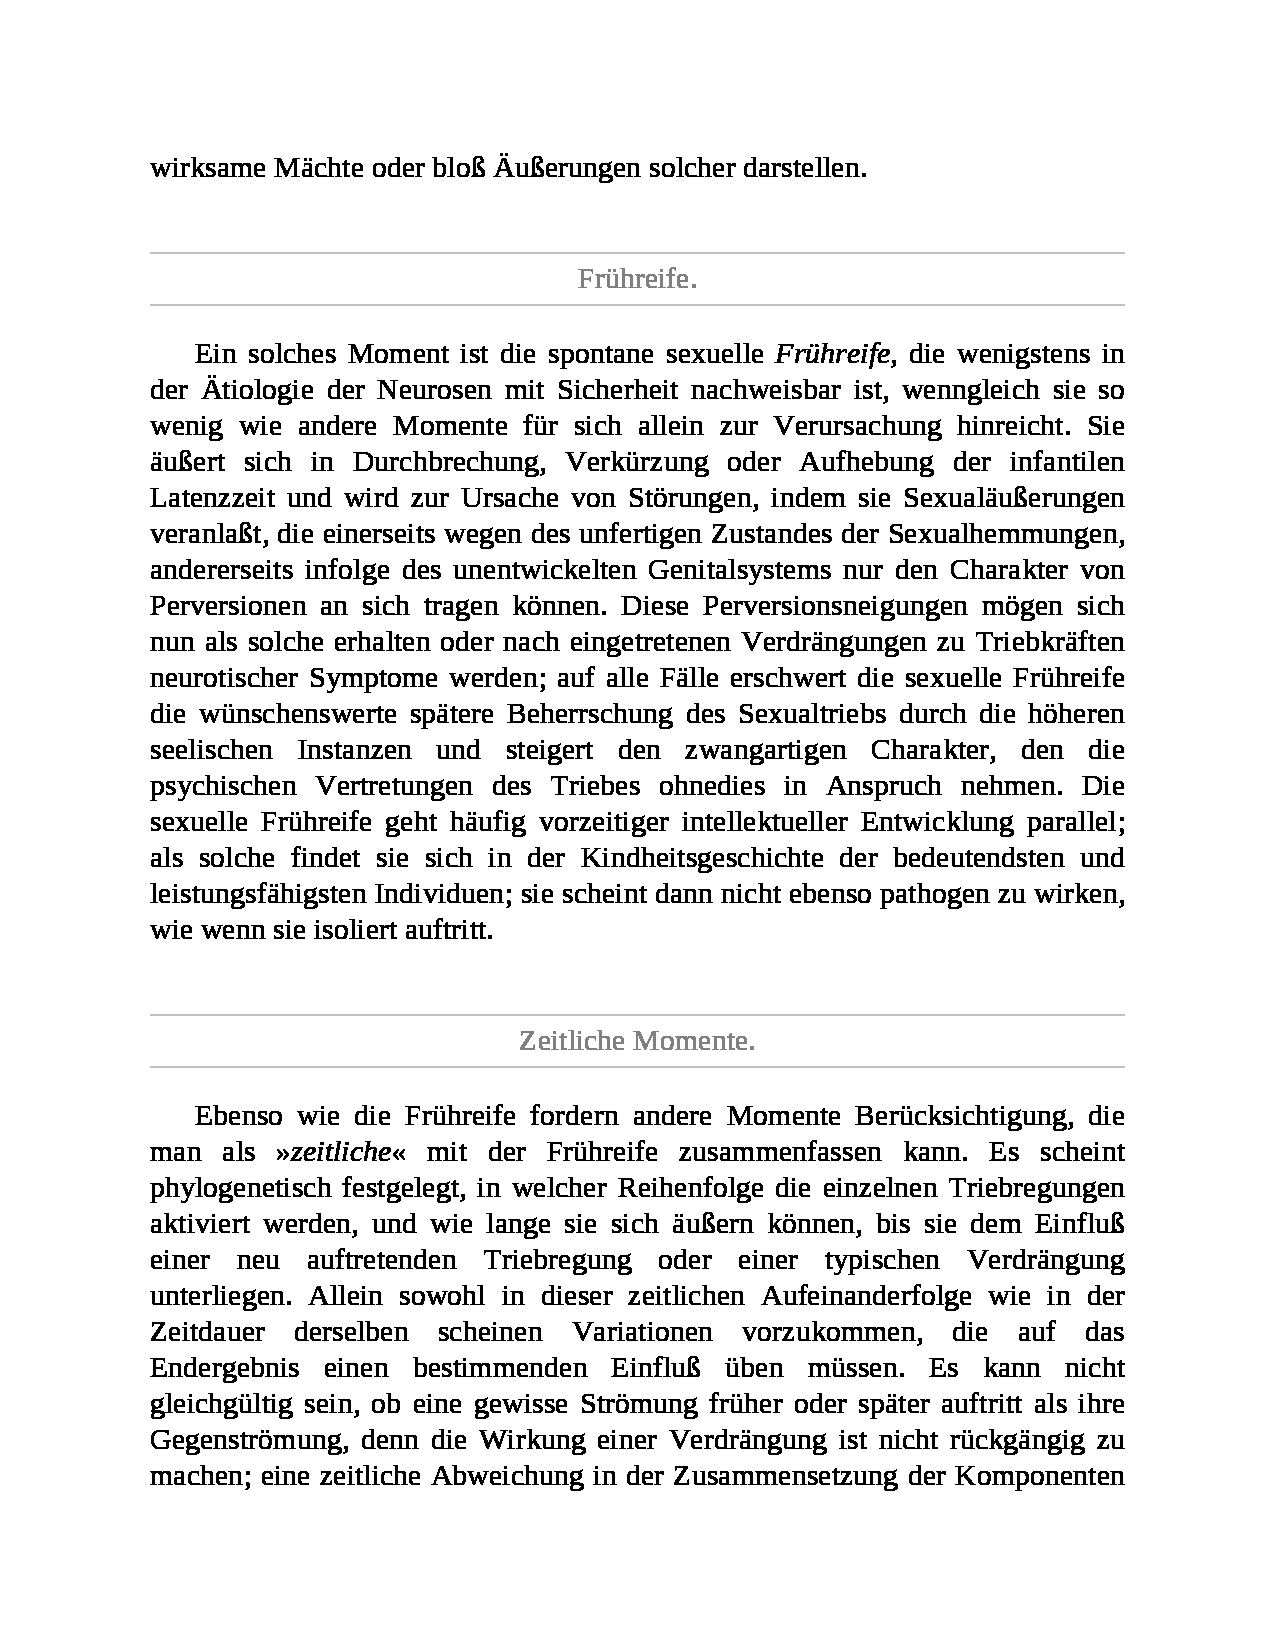 wirksame Mächte oder bloß Äußerungen solcher darstellen.
Frühreife.
Ein solches Moment ist die spontane sexuelle Frühreife, die wenigstens in
der Ätiologie der Neurosen mit Sicherheit nachweisbar ist, wenngleich sie so
wenig wie andere Momente für sich allein zur Verursachung hinreicht. Sie
äußert sich in Durchbrechung, Verkürzung oder Aufhebung der infantilen
Latenzzeit und wird zur Ursache von Störungen, indem sie Sexualäußerungen
veranlaßt, die einerseits wegen des unfertigen Zustandes der Sexualhemmungen,
andererseits infolge des unentwickelten Genitalsystems nur den Charakter von
Perversionen an sich tragen können. Diese Perversionsneigungen mögen sich
nun als solche erhalten oder nach eingetretenen Verdrängungen zu Triebkräften
neurotischer Symptome werden; auf alle Fälle erschwert die sexuelle Frühreife
die wünschenswerte spätere Beherrschung des Sexualtriebs durch die höheren
seelischen Instanzen und steigert den zwangartigen Charakter, den die
psychischen Vertretungen des Triebes ohnedies in Anspruch nehmen. Die
sexuelle Frühreife geht häufig vorzeitiger intellektueller Entwicklung parallel;
als solche findet sie sich in der Kindheitsgeschichte der bedeutendsten und
leistungsfähigsten Individuen; sie scheint dann nicht ebenso pathogen zu wirken,
wie wenn sie isoliert auftritt.
Zeitliche Momente.
Ebenso wie die Frühreife fordern andere Momente Berücksichtigung, die
man als »zeitliche« mit der Frühreife zusammenfassen kann. Es scheint
phylogenetisch festgelegt, in welcher Reihenfolge die einzelnen Triebregungen
aktiviert werden, und wie lange sie sich äußern können, bis sie dem Einfluß
einer neu auftretenden Triebregung oder einer typischen Verdrängung
unterliegen. Allein sowohl in dieser zeitlichen Aufeinanderfolge wie in der
Zeitdauer derselben scheinen Variationen vorzukommen, die auf das
Endergebnis einen bestimmenden Einfluß üben müssen. Es kann nicht
gleichgültig sein, ob eine gewisse Strömung früher oder später auftritt als ihre
Gegenströmung, denn die Wirkung einer Verdrängung ist nicht rückgängig zu
machen; eine zeitliche Abweichung in der Zusammensetzung der Komponenten